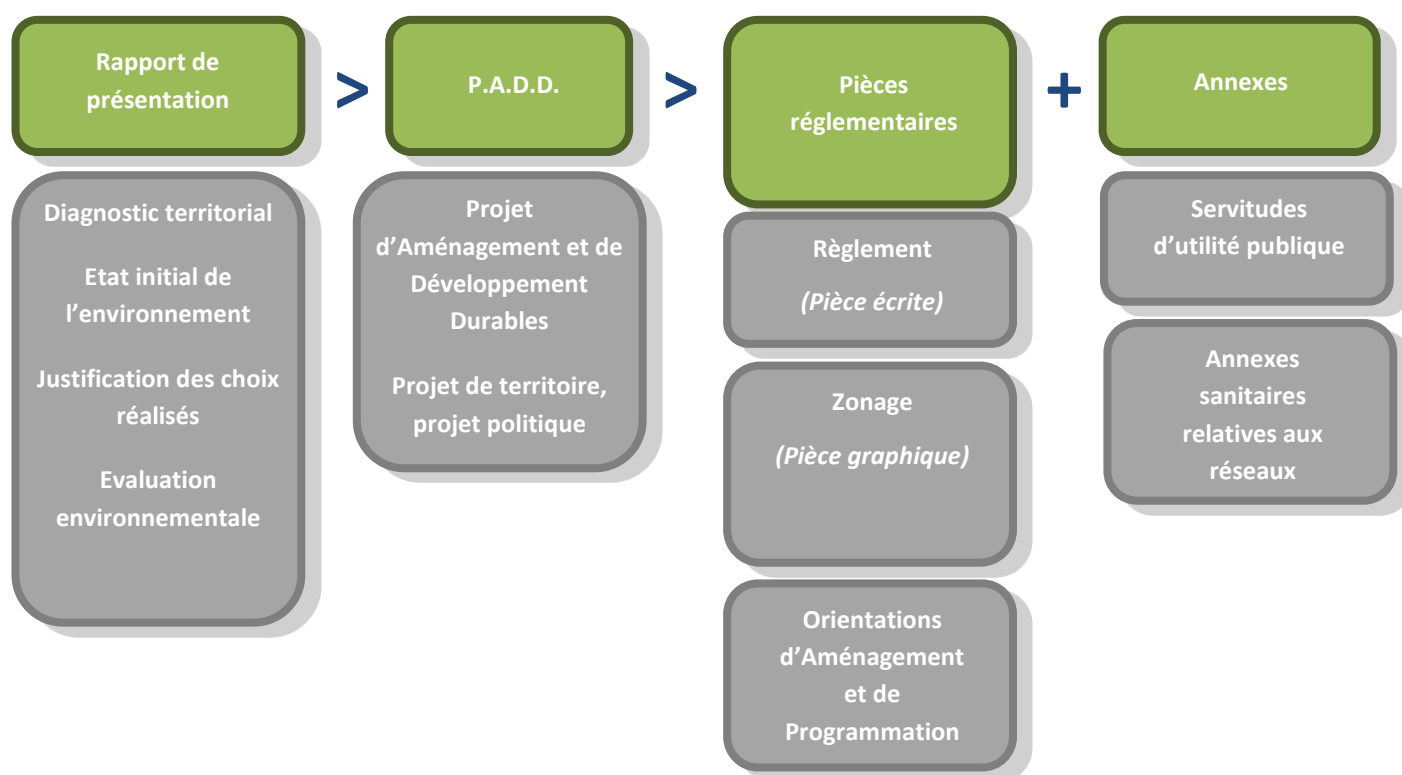 Rapport de
présentation
>
P.A.D.D.
>
Pièces
réglementaires
+
Annexes
Diagnostic territorial
Etat initial de
l’environnement
Justification des choix
réalisés
Evaluation
environnementale
Projet
d’Aménagement et de
Développement
Durables
Projet de territoire,
projet politique
Règlement
(Pièce écrite)
Zonage
(Pièce graphique)
Orientations
d’Aménagement
et de
Programmation
Servitudes
d’utilité publique
Annexes
sanitaires
relatives aux
réseaux